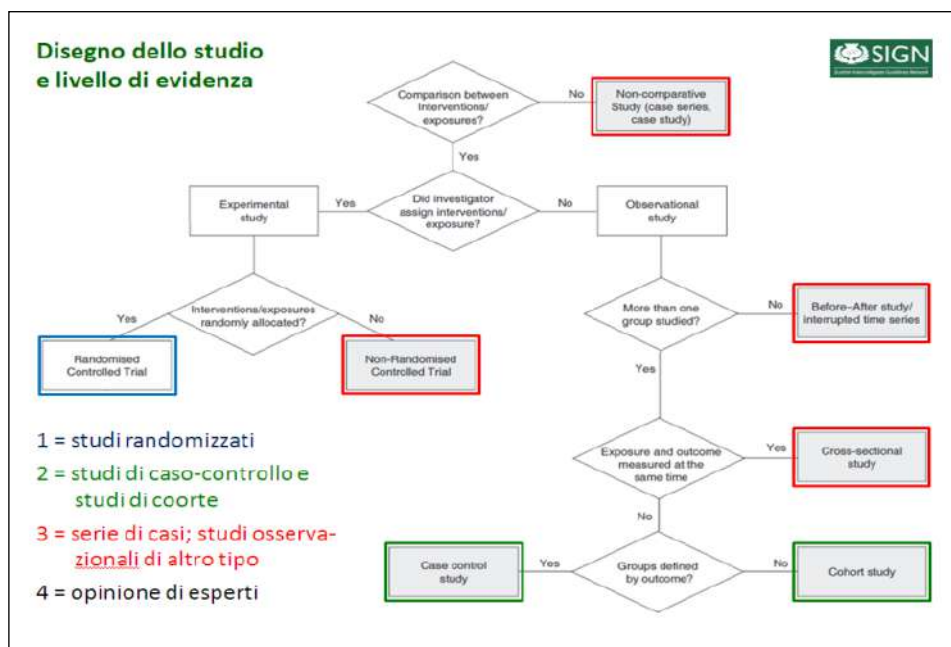 Disegno dello studio
e livello di evidenza
SIGN
Comparison between
Interventions/
exposures?
No
Non-comparative
Study (case series,
case study)
Yes
Experimental
study
Yes
Did investigator
assign interventions/
exposure?
No
Observational
study
Yes
Interventions/exposures
randomly allocated?
No
More than one
group studied?
No
Before–After study/
interrupted time series
Randomised
Controlled Trial
Non-Randomised
Controlled Trial
Yes
1 = studi randomizzati
2 = studi di caso-controllo e
studi di coorte
3 = serie di casi; studi osserva-
zionali di altro tipo
4 = opinione di esperti
Exposure and outcome
measured at the
same time
Yes
Cross-sectional
study
No
Case control
study
Yes
Groups defined
by outcome?
No
Cohort study